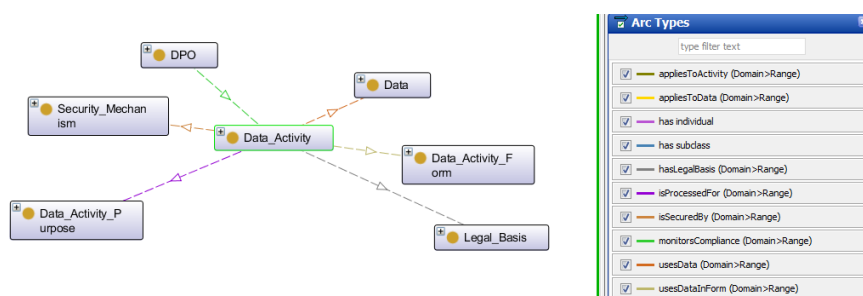 DPO
Data
Security_Mechan
ism
Data_Activity
Data_Activity_F
orm
Data_Activity_P
urpose
Legal_Basis
Arc Types
type filter text
appliesToActivity (Domain>Range)
appliesToData (Domain>Range)
has individual
has subclass
hasLegalBasis (Domain>Range)
isProcessedFor (Domain>Range)
isSecuredBy (Domain>Range)
monitorsCompliance (Domain>Range)
usesData (Domain>Range)
usesDataInForm (Domain>Range)